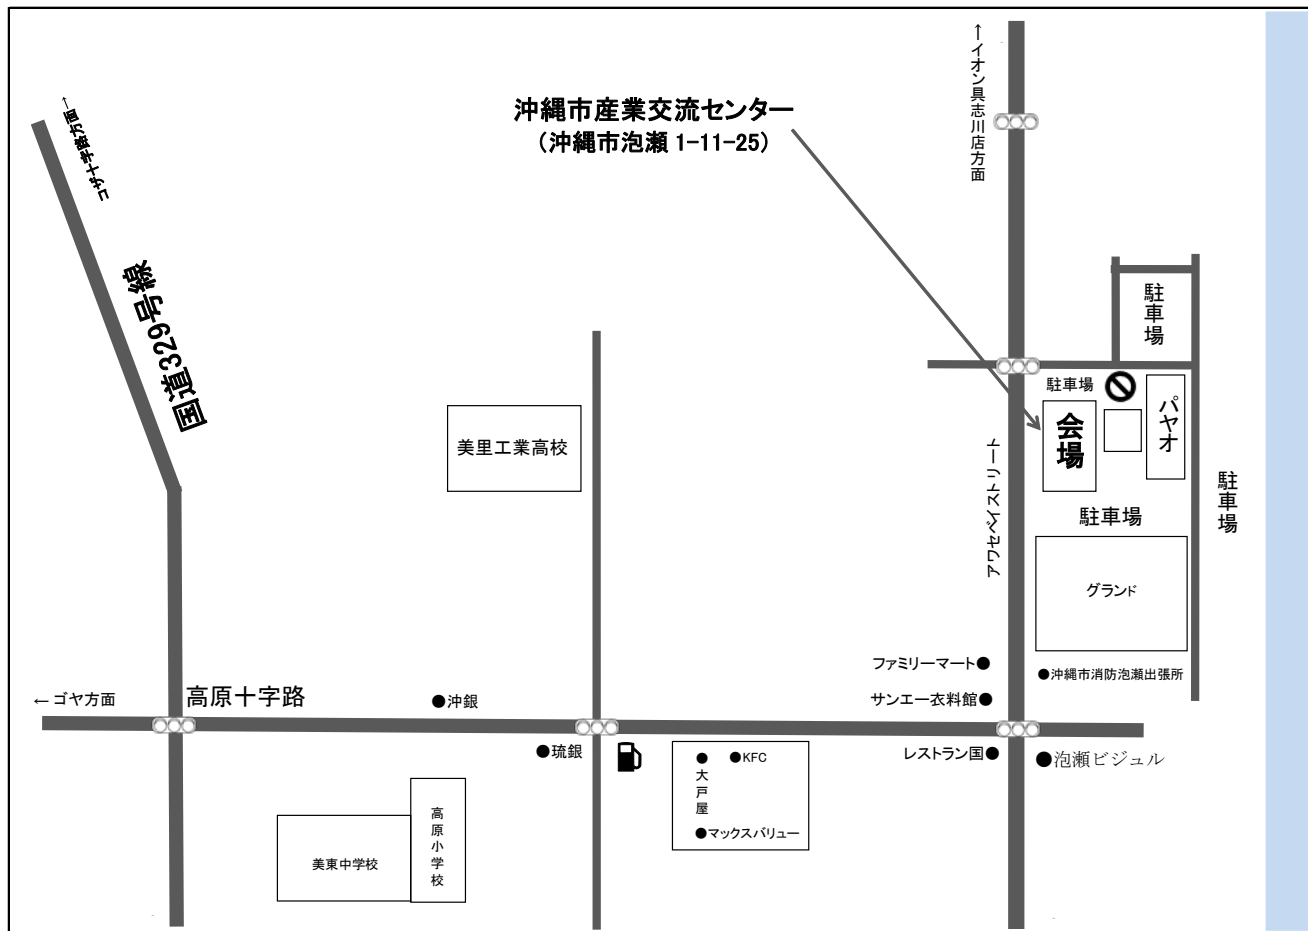 ←イオン具志川店方面
沖縄市産業交流センター
（沖縄市泡瀬 1-11-25）
コザ十字路方面→
国道329号線
駐車場
駐車場
会場
パヤオ
美里工業高校
アワセベイストリート
駐車場
駐車場
グランド
ファミリーマート●
●沖縄市消防泡瀬出張所
サンエー衣料館●
←ゴヤ方面
高原十字路
●沖銀
●琉銀
レストラン国●
●泡瀬ビジュル
●大戸屋
●KFC
●マックスバリュー
高原小学校
美東中学校